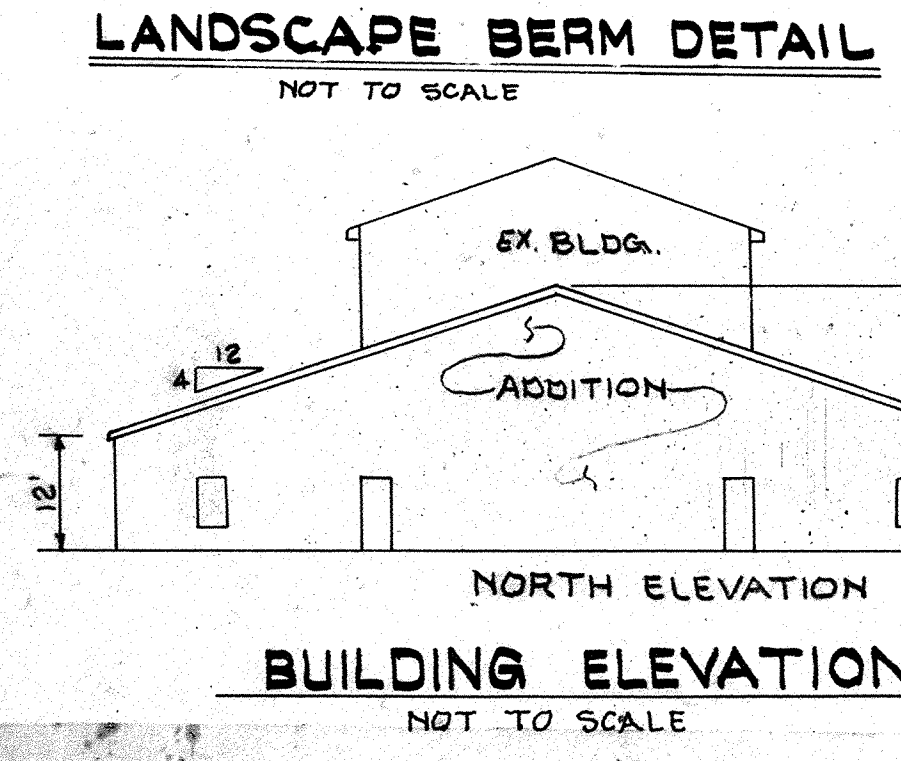 LANDSCAPE BERM DETAIL
NOT TO SCALE
EX. BLDG.
12
4
ADDITION
12'
NORTH ELEVATION
BUILDING ELEVATION
NOT TO SCALE